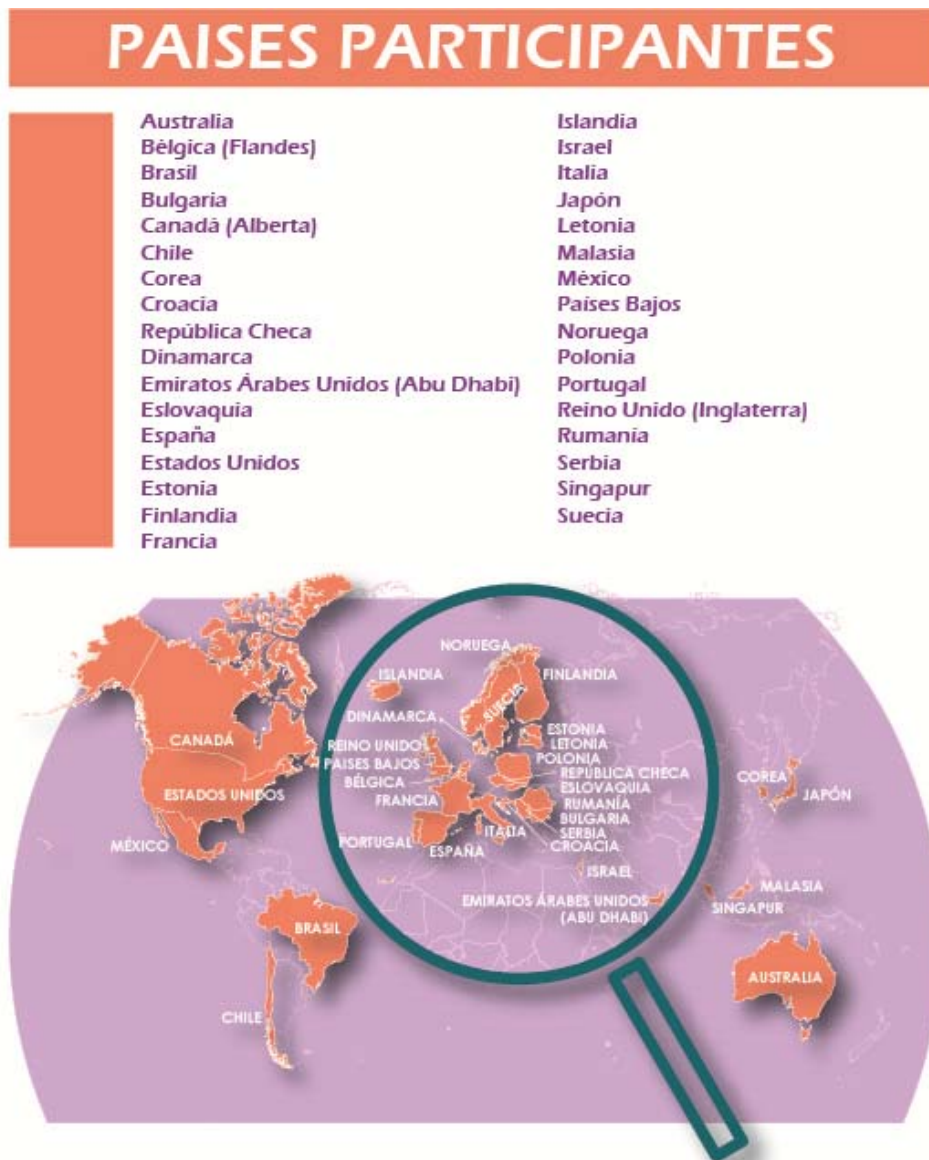 PAISES PARTICIPANTES
Australia
Bélgica (Flandes)
Brasil
Bulgaria
Canadá (Alberta)
Chile
Corea
Croacia
República Checa
Dinamarca
Emiratos Árabes Unidos (Abu Dhabi)
Eslovaquia
España
Estados Unidos
Estonia
Finlandia
Francia
Islandia
Israel
Italia
Japón
Letonia
Malasia
México
Países Bajos
Noruega
Polonia
Portugal
Reino Unido (Inglaterra)
Rumanía
Serbia
Singapur
Suecia
NORUEGA
ISLANDIA
FINLANDIA
SUECIA
DINAMARCA
ESTONIA
CANADÁ
REINO UNIDO
LETONIA
POLONIA
PAISES BAJOS
REPUBLICA CHECA
COREA
BÉLGICA
ESLOVAQUIA
ESTADOS UNIDOS
FRANCIA
RUMANÍA
JAPÓN
BULGARIA
ITALIA
SERBIA
MÉXICO
PORTUGAL
CROACIA
ESPAÑA
ISRAEL
MALASIA
EMIRATOS ÁRABES UNIDOS
(ABU DHABI)
SINGAPUR
BRASIL
AUSTRALIA
CHILE